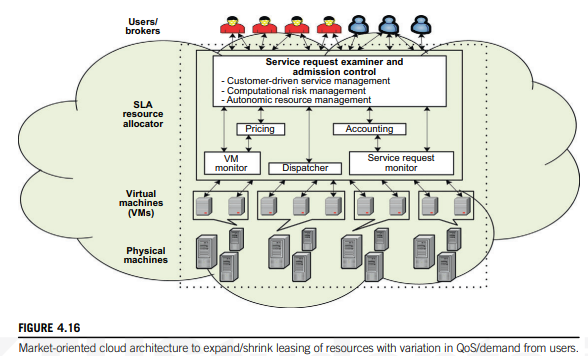 Users/
brokers
Service request examiner and
admission control
- Customer-driven service management
- Computational risk management
- Autonomic resource management
SLA
resource
allocator
Pricing
Accounting
VM
monitor
Dispatcher
Service request
monitor
Virtual
machines
(VMs)
Physical
machines
FIGURE 4.16
Market-oriented cloud architecture to expand/shrink leasing of resources with variation in QoS/demand from users.